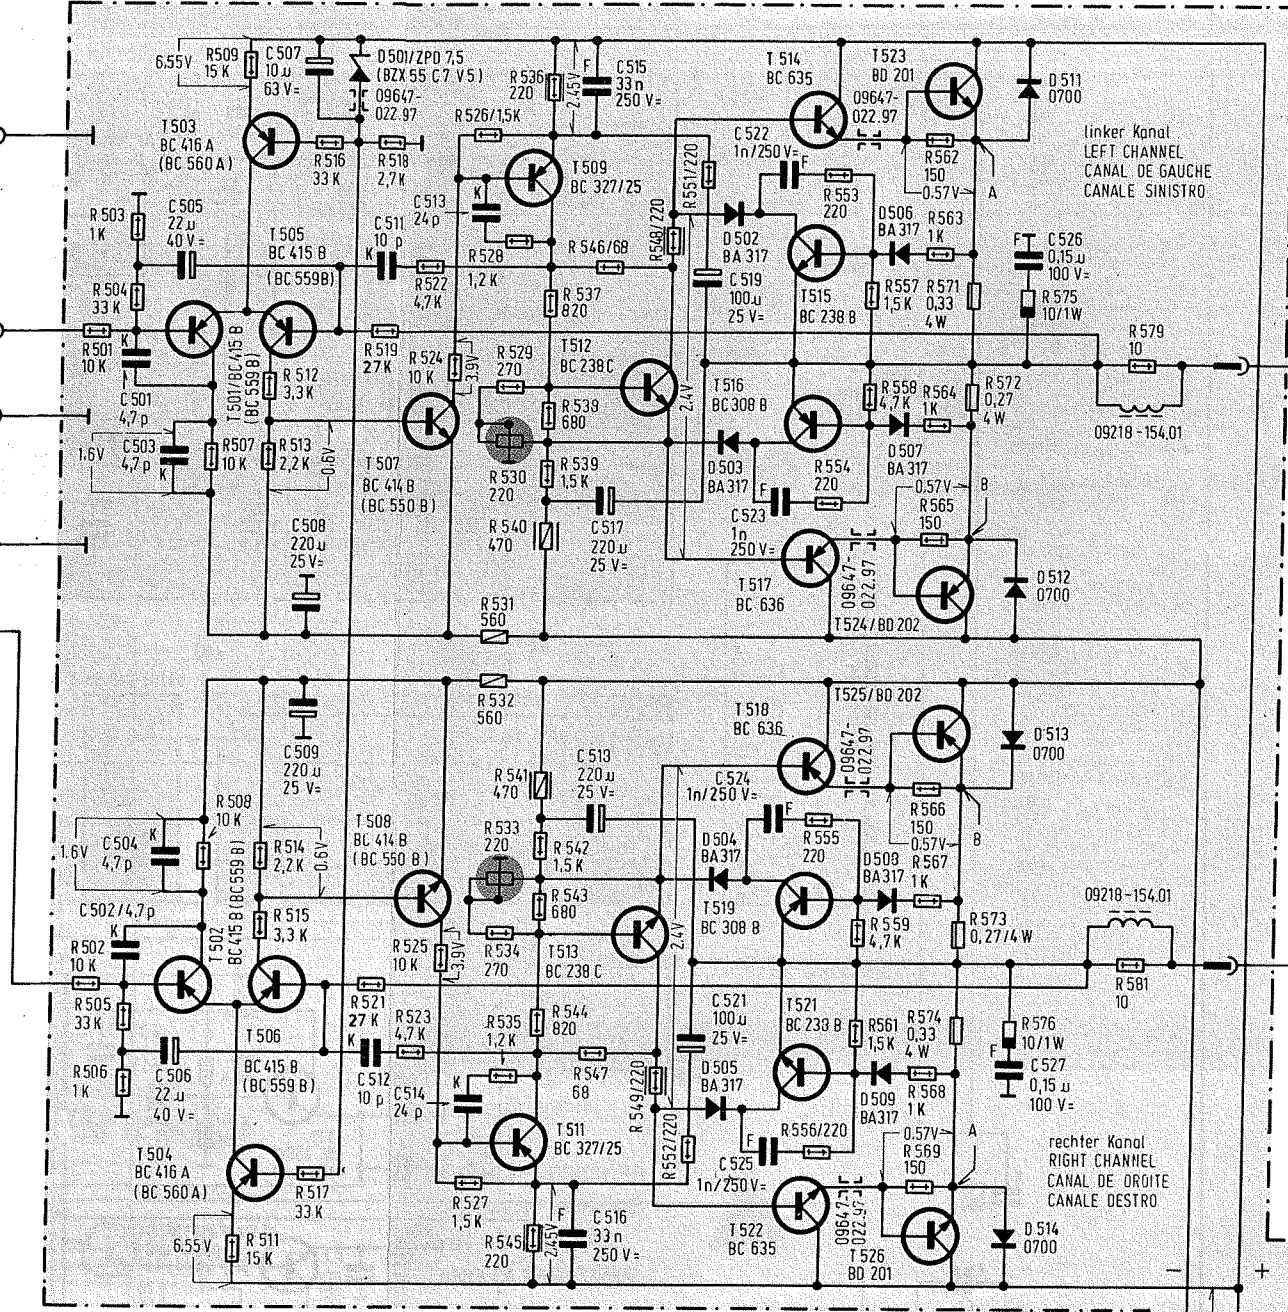 6.55V
R509
15 K
C 507
10 µ
63 V=
D501/ZPD 7,5
(BZX 55 C 7 V 5)
09647-
022.97
R 536
220
2.45V
F
C 515
33 n
250 V=
T 514
BC 635
T 523
BD 201
09647-
022.97
D 511
0700
T 503
BC 416 A
(BC 560 A)
R 516
33 K
R 518
2,7K
R 526/1,5K
T 509
BC 327/25
R 551/220
C 522
1n/250 V=
F
R 553
220
R 562
150
0.57V
A
linker Kanal
LEFT CHANNEL
CANAL DE GAUCHE
CANALE SINISTRO
R 503
1 K
C 505
22 µ
40 V=
T 505
BC 415 B
(BC 559B)
C 511
10 p
K
C 513
24 p
K
R 528
1,2 K
R 546/68
R 548/220
D 502
BA 317
D 506
BA 317
R 563
1K
F
C 526
0,15 µ
100 V=
R 504
33 K
R 522
4,7K
R 537
820
C 519
100 µ
25 V=
T 515
BC 238 B
R 557
1,5 K
R 571
0,33
4 W
R 575
10/1W
R 501
10 K
K
C 501
4,7 p
T 501/BC 415 B
(BC 559 B)
R 512
3,3 K
R 519
27 K
R 524
10 K
3.9V
R 529
270
T 512
BC 238C
2.4V
R 579
10
09218-154.01
1.6V
C 503
4,7 p
K
R 507
10 K
R 513
2,2 K
0.6V
T 507
BC 414 B
(BC 550 B)
R 539
680
R 530
220
R 539
1,5 K
T 516
BC 308 B
R 558
4,7 K
R 564
1K
R 572
0,27
4 W
D 503
BA 317
R 554
220
D 507
BA 317
0.57V
B
C 508
220 µ
25 V=
R 540
470
C 517
220 µ
25 V=
F
C 523
1n
250 V=
R 565
150
T 517
BC 636
09647-
022.97
D 512
0700
R 531
560
T524/BD 202
R 532
560
T525/BD 202
T 518
BC 636
09647-
022.97
D 513
0700
C 509
220 µ
25 V=
R 541
470
C 513
220 µ
25 V=
C 524
1n/250 V=
F
R 566
150
0.57V
B
R 508
10 K
1.6V
K
C 504
4,7 p
R 514
2,2 K
0.6V
T 508
BC 414 B
(BC 550 B)
R 533
220
R 542
1,5 K
D 504
BA 317
R 555
220
D 508
BA 317
R 567
1 K
C 502/4,7 p
K
T 502
BC 415 B (BC 559 B)
R 515
3,3 K
R 543
680
2.4V
T 519
BC 308 B
R 559
4,7 K
R 573
0,27/4 W
09218-154.01
R 502
10 K
R 525
10 K
3.9V
R 534
270
T 513
BC 238 C
R 581
10
R 505
33 K
R 521
27 K
R 523
4,7 K
R 535
1,2 K
R 544
820
C 521
100 µ
25 V=
T 521
BC 233 B
R 561
1,5 K
R 574
0,33
4 W
R 576
10/1W
T 506
BC 415 B
(BC 559 B)
K
C 512
10 p
R 506
1 K
C 506
22 µ
40 V=
K
C 514
24 p
R 547
68
R 549/220
D 505
BA 317
D 509
BA317
R 568
1 K
F
C 527
0,15 µ
100 V=
T 511
BC 327/25
R 552/220
F
C 525
1n/250V=
R 556/220
0.57V
A
R 569
150
rechter Kanal
RIGHT CHANNEL
CANAL DE DROITE
CANALE DESTRO
T 504
BC 416 A
(BC 560 A)
R 517
33 K
R 527
1,5 K
6.55 V
R 511
15 K
R 545
220
2.45V
F
C 516
33 n
250 V=
T 522
BC 635
09647-
022.97
T 526
BD 201
D 514
0700
−
+